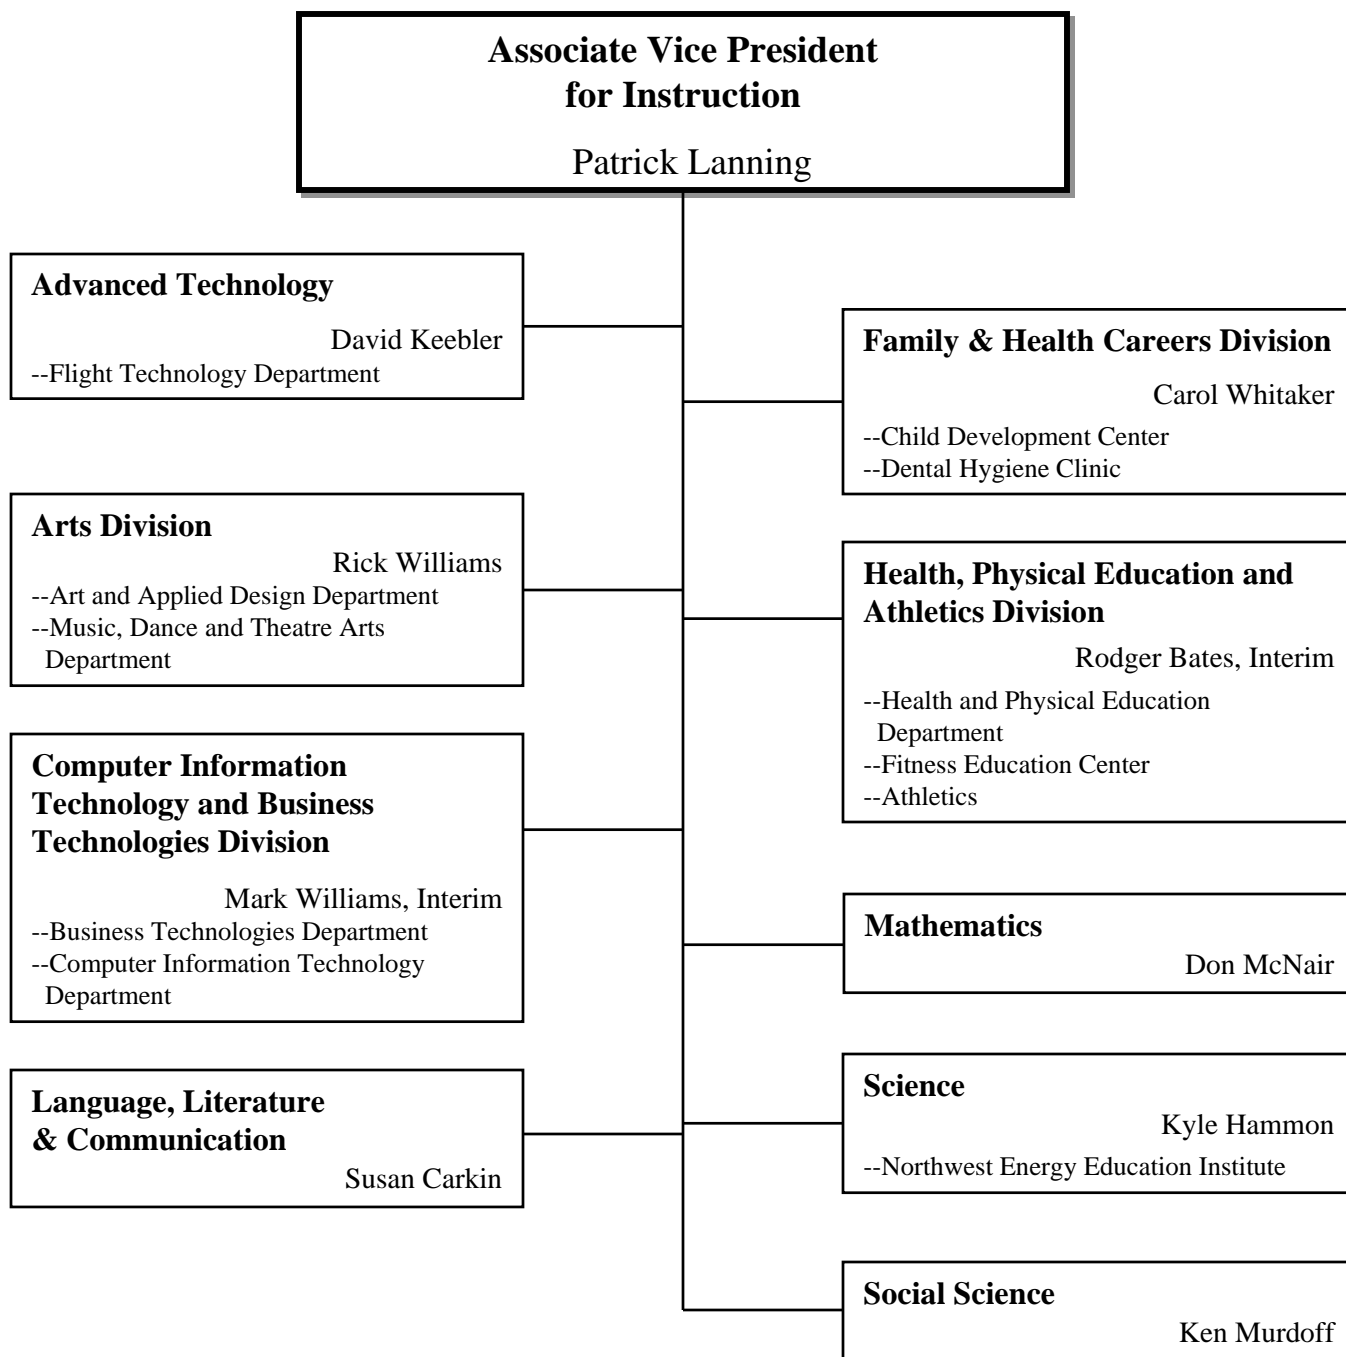 Associate Vice President
for Instruction
Patrick Lanning
Advanced Technology
David Keebler
--Flight Technology Department
Arts Division
Rick Williams
--Art and Applied Design Department
--Music, Dance and Theatre Arts
Department
Computer Information
Technology and Business
Technologies Division
Mark Williams, Interim
--Business Technologies Department
--Computer Information Technology
Department
Language, Literature
& Communication
Susan Carkin
Family & Health Careers Division
Carol Whitaker
--Child Development Center
--Dental Hygiene Clinic
Health, Physical Education and
Athletics Division
Rodger Bates, Interim
--Health and Physical Education
Department
--Fitness Education Center
--Athletics
Mathematics
Don McNair
Science
Kyle Hammon
--Northwest Energy Education Institute
Social Science
Ken Murdoff